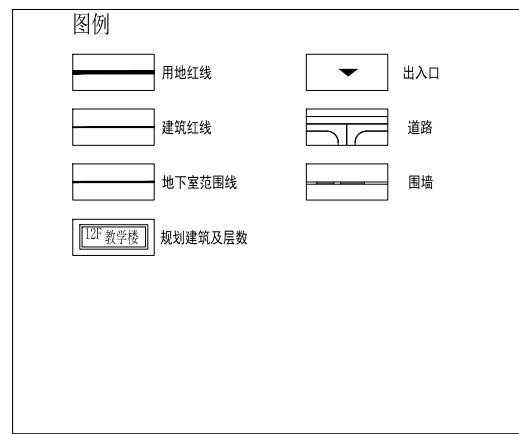 图例
用地红线
出入口
建筑红线
道路
地下室范围线
围墙
12F 教学楼
规划建筑及层数